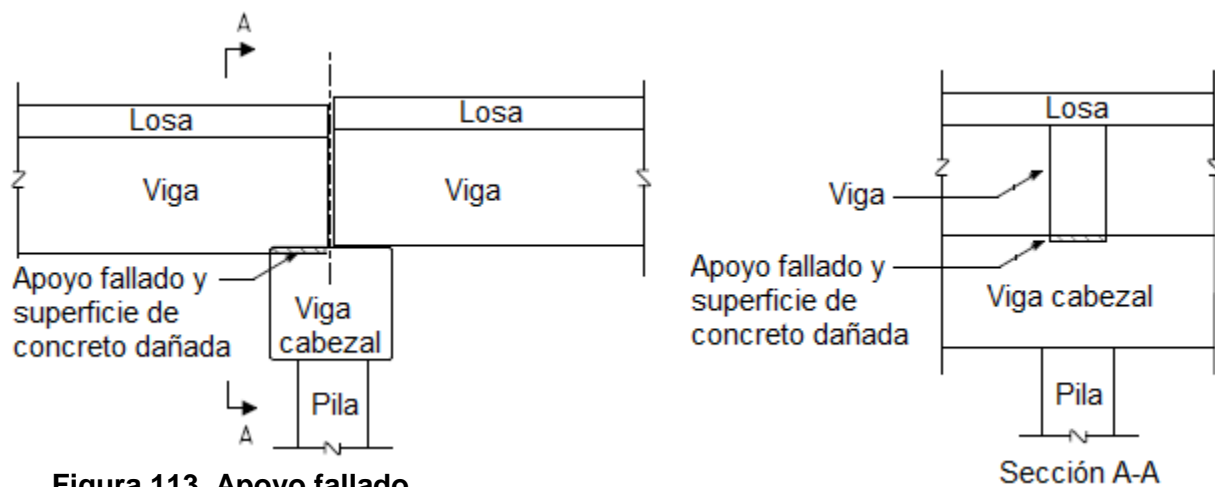 A
Losa
Losa
Viga
Viga
Apoyo fallado y
superficie de
concreto dañada
Viga
cabezal
Pila
A
Figura 113. Apoyo fallado
Losa
Viga
Apoyo fallado y
superficie de
concreto dañada
Viga cabezal
Pila
Sección A-A